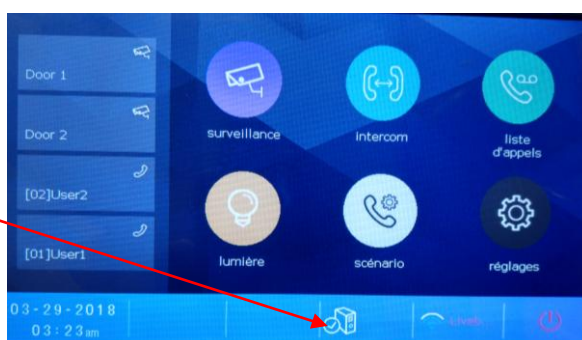 Door 1
Door 2
[02]User2
[01]User1
surveillance
intercom
liste
d'appels
lumière
scénario
réglages
03-29-2018
03:23am